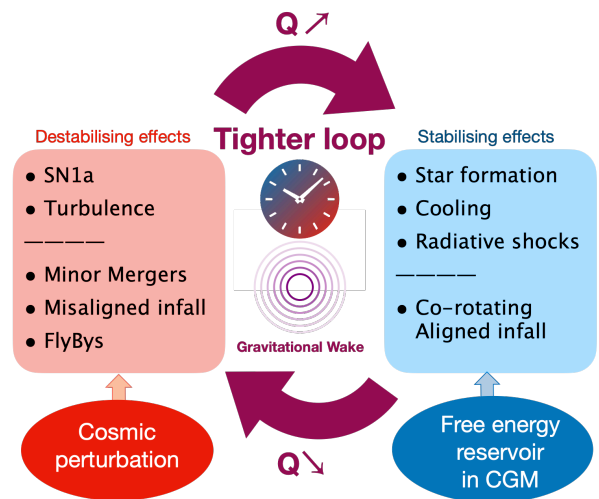 Q ↗
Destabilising effects
Tighter loop
Stabilising effects
• SN1a
• Turbulence
————
• Minor Mergers
• Misaligned infall
• FlyBys
Gravitational Wake
• Star formation
• Cooling
• Radiative shocks
————
• Co-rotating
Aligned infall
Cosmic
perturbation
Q ↘
Free energy
reservoir
in CGM